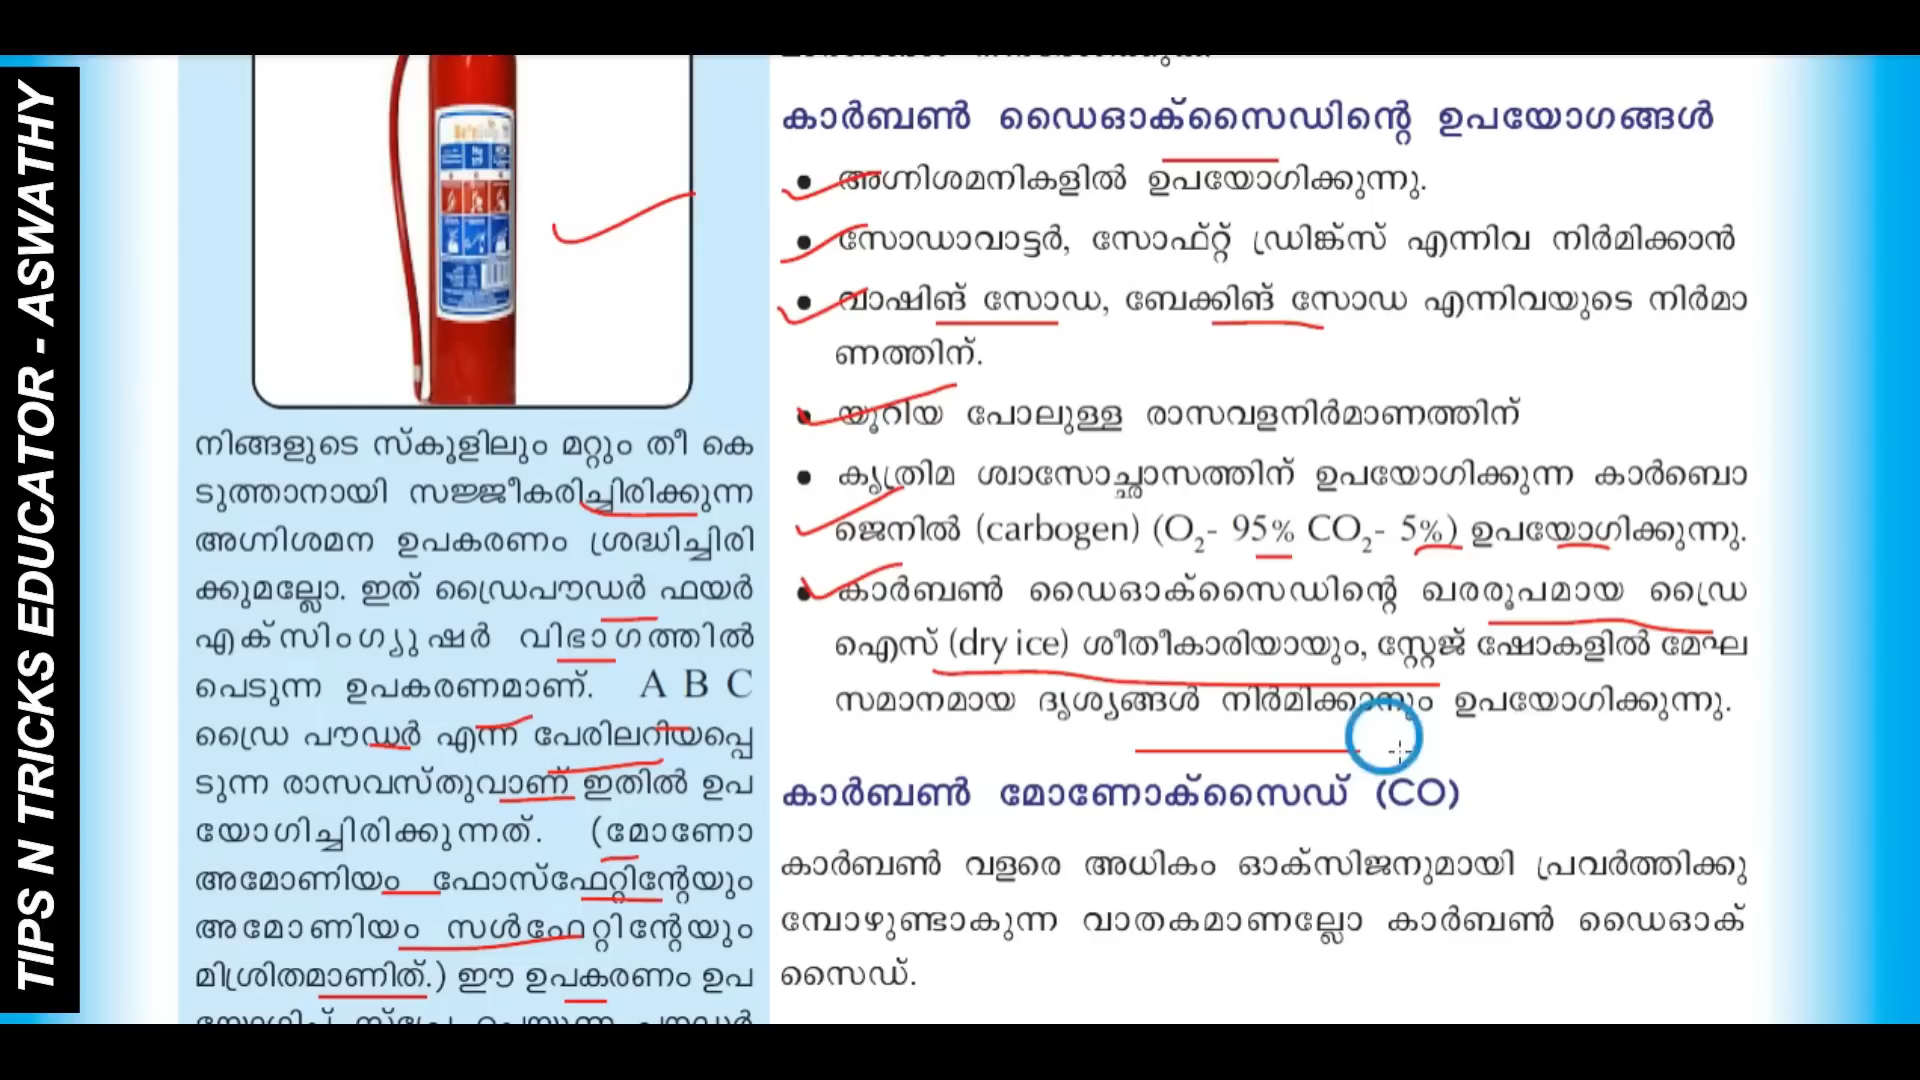 TIPS N TRICKS EDUCATOR - ASWATHY
നിങ്ങളുടെ സ്കൂളിലും മറ്റും തീ കെ
ടുത്താനായി സജ്ജീകരിച്ചിരിക്കുന്ന
അഗ്നിശമന ഉപകരണം ശ്രദ്ധിച്ചിരി
ക്കുമല്ലോ. ഇത് ഡ്രൈപൗഡർ ഫയർ
എക്സിംഗ്യുഷർ വിഭാഗത്തിൽ
പെടുന്ന ഉപകരണമാണ്. A B C
ഡ്രൈ പൗഡർ എന്ന പേരിലറിയപ്പെ
ടുന്ന രാസവസ്തുവാണ് ഇതിൽ ഉപ
യോഗിച്ചിരിക്കുന്നത്. (മോണോ
അമോണിയം ഫോസ്ഫേറ്റിന്റേയും
അമോണിയം സൾഫേറ്റിന്റേയും
മിശ്രിതമാണിത്.) ഈ ഉപകരണം ഉപ
കാർബൺ ഡൈഓക്സൈഡിന്റെ ഉപയോഗങ്ങൾ
• അഗ്നിശമനികളിൽ ഉപയോഗിക്കുന്നു.
• സോഡാവാട്ടർ, സോഫ്റ്റ് ഡ്രിങ്ക്സ് എന്നിവ നിർമിക്കാൻ
• വാഷിങ് സോഡ, ബേക്കിങ് സോഡ എന്നിവയുടെ നിർമാ
ണത്തിന്.
• യൂറിയ പോലുള്ള രാസവളനിർമാണത്തിന്
• കൃത്രിമ ശ്വാസോച്ഛാസത്തിന് ഉപയോഗിക്കുന്ന കാർബൊ
ജെനിൽ (carbogen) (O₂- 95% CO₂- 5%) ഉപയോഗിക്കുന്നു.
• കാർബൺ ഡൈഓക്സൈഡിന്റെ ഖരരൂപമായ ഡ്രൈ
ഐസ് (dry ice) ശീതീകാരിയായും, സ്റ്റേജ് ഷോകളിൽ മേഘ
സമാനമായ ദൃശ്യങ്ങൾ നിർമിക്കാനും ഉപയോഗിക്കുന്നു.
കാർബൺ മോണോക്സൈഡ് (CO)
കാർബൺ വളരെ അധികം ഓക്സിജനുമായി പ്രവർത്തിക്കു
മ്പോഴുണ്ടാകുന്ന വാതകമാണല്ലോ കാർബൺ ഡൈഓക്
സൈഡ്.